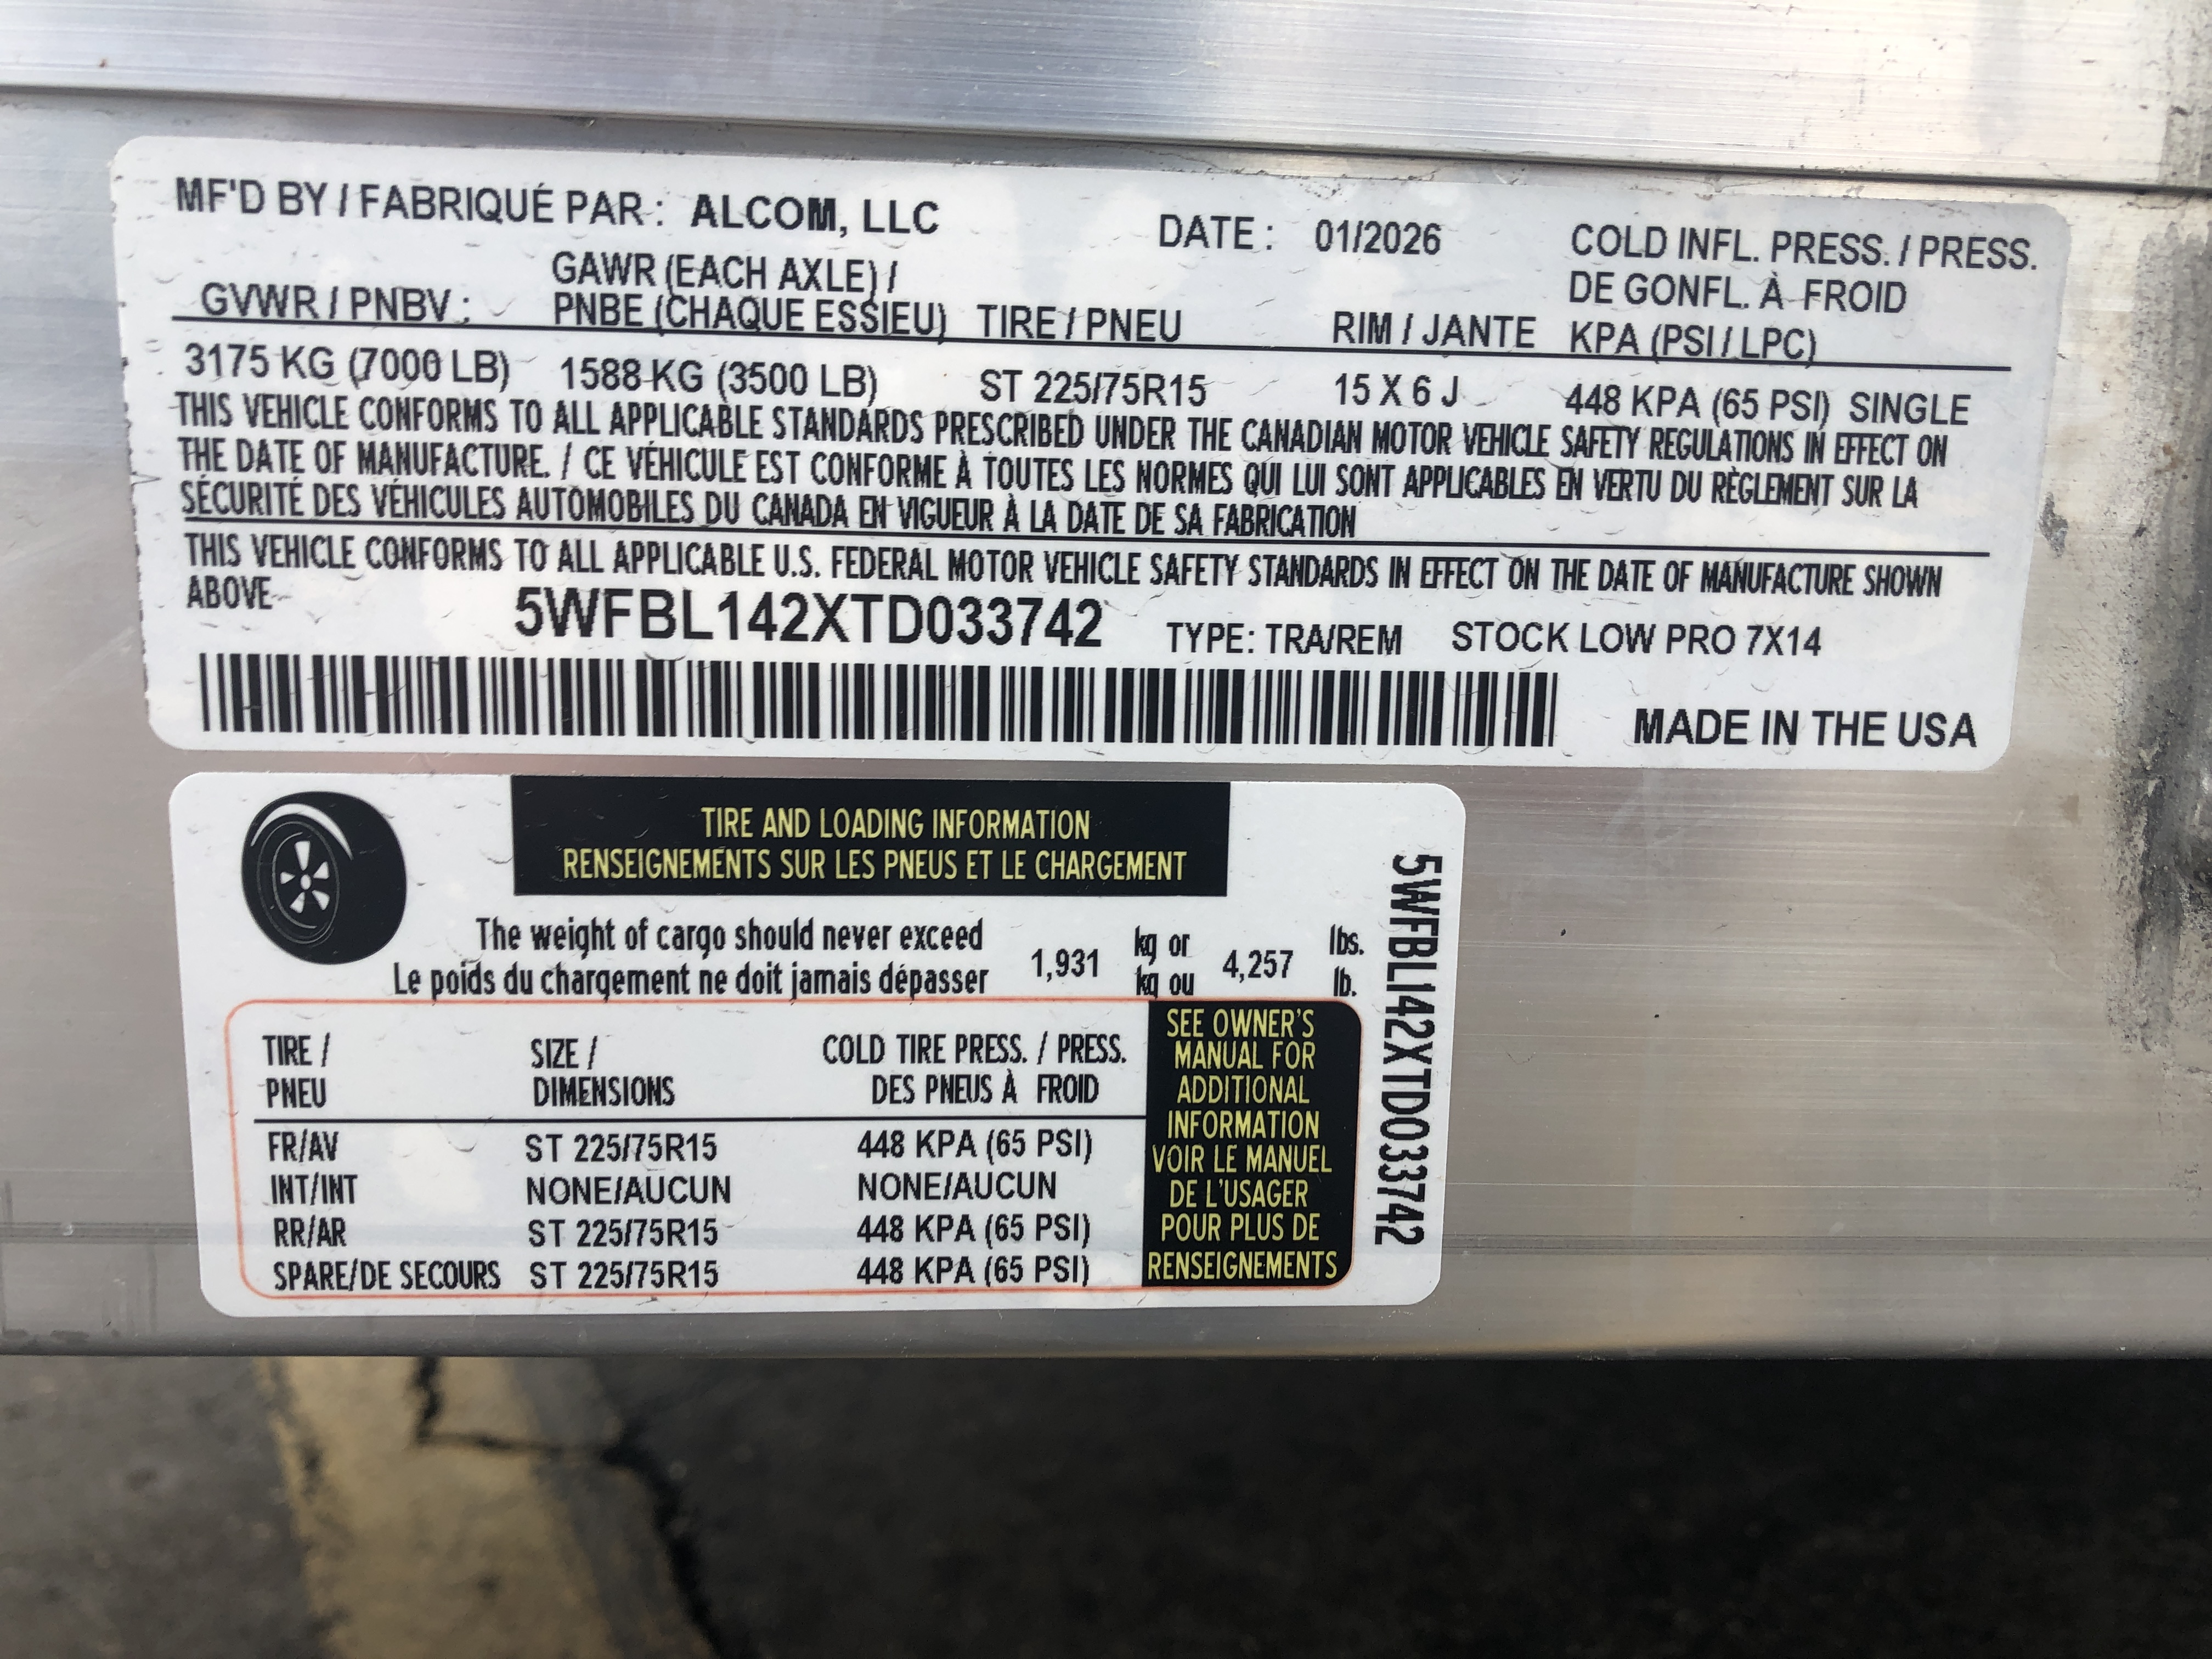 MF'D BY / FABRIQUÉ PAR : ALCOM, LLC DATE : 01/2026
GVWR / PNBV : GAWR (EACH AXLE) / PNBE (CHAQUE ESSIEU) TIRE / PNEU RIM / JANTE COLD INFL. PRESS. / PRESS. DE GONFL. À FROID KPA (PSI / LPC)
3175 KG (7000 LB) 1588 KG (3500 LB) ST 225/75R15 15 X 6 J 448 KPA (65 PSI) SINGLE
THIS VEHICLE CONFORMS TO ALL APPLICABLE STANDARDS PRESCRIBED UNDER THE CANADIAN MOTOR VEHICLE SAFETY REGULATIONS IN EFFECT ON
THE DATE OF MANUFACTURE. / CE VÉHICULE EST CONFORME À TOUTES LES NORMES QUI LUI SONT APPLICABLES EN VERTU DU RÈGLEMENT SUR LA
SÉCURITÉ DES VÉHICULES AUTOMOBILES DU CANADA EN VIGUEUR À LA DATE DE SA FABRICATION
THIS VEHICLE CONFORMS TO ALL APPLICABLE U.S. FEDERAL MOTOR VEHICLE SAFETY STANDARDS IN EFFECT ON THE DATE OF MANUFACTURE SHOWN
ABOVE 5WFBL142XTD033742 TYPE: TRA/REM STOCK LOW PRO 7X14
MADE IN THE USA
TIRE AND LOADING INFORMATION
RENSEIGNEMENTS SUR LES PNEUS ET LE CHARGEMENT
The weight of cargo should never exceed 1,931 kg or 4,257 lbs.
Le poids du chargement ne doit jamais dépasser kg ou lb.
TIRE / SIZE / COLD TIRE PRESS. / PRESS.
PNEU DIMENSIONS DES PNEUS À FROID
FR/AV ST 225/75R15 448 KPA (65 PSI)
INT/INT NONE/AUCUN NONE/AUCUN
RR/AR ST 225/75R15 448 KPA (65 PSI)
SPARE/DE SECOURS ST 225/75R15 448 KPA (65 PSI)
SEE OWNER'S
MANUAL FOR
ADDITIONAL
INFORMATION
VOIR LE MANUEL
DE L'USAGER
POUR PLUS DE
RENSEIGNEMENTS
5WFBL142XTD033742